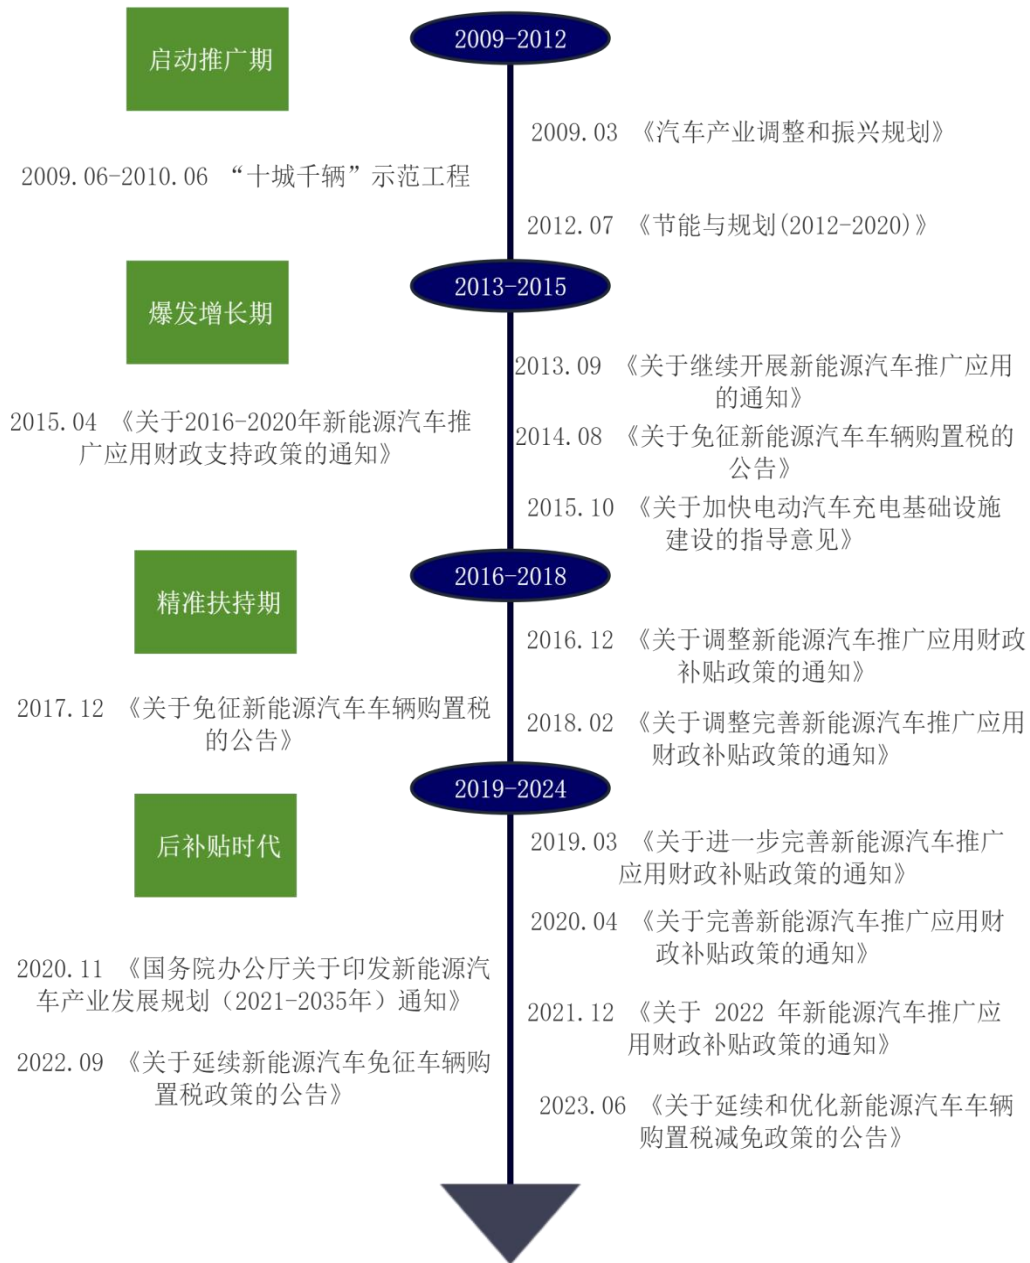 启动推广期
2009-2012
2009.03 《汽车产业调整和振兴规划》
2009.06-2010.06 “十城千辆”示范工程
2012.07 《节能与规划(2012-2020)》
爆发增长期
2013-2015
2013.09 《关于继续开展新能源汽车推广应用
的通知》
2015.04 《关于2016-2020年新能源汽车推
广应用财政支持政策的通知》
2014.08 《关于免征新能源汽车车辆购置税的
公告》
2015.10 《关于加快电动汽车充电基础设施
建设的指导意见》
精准扶持期
2016-2018
2016.12 《关于调整新能源汽车推广应用财政
补贴政策的通知》
2017.12 《关于免征新能源汽车车辆购置税
的公告》
2018.02 《关于调整完善新能源汽车推广应用
财政补贴政策的通知》
后补贴时代
2019-2024
2019.03 《关于进一步完善新能源汽车推广
应用财政补贴政策的通知》
2020.04 《关于完善新能源汽车推广应用财
政补贴政策的通知》
2020.11 《国务院办公厅关于印发新能源汽
车产业发展规划（2021-2035年）通知》
2021.12 《关于 2022 年新能源汽车推广应
用财政补贴政策的通知》
2022.09 《关于延续新能源汽车免征车辆购
置税政策的公告》
2023.06 《关于延续和优化新能源汽车车辆
购置税减免政策的公告》